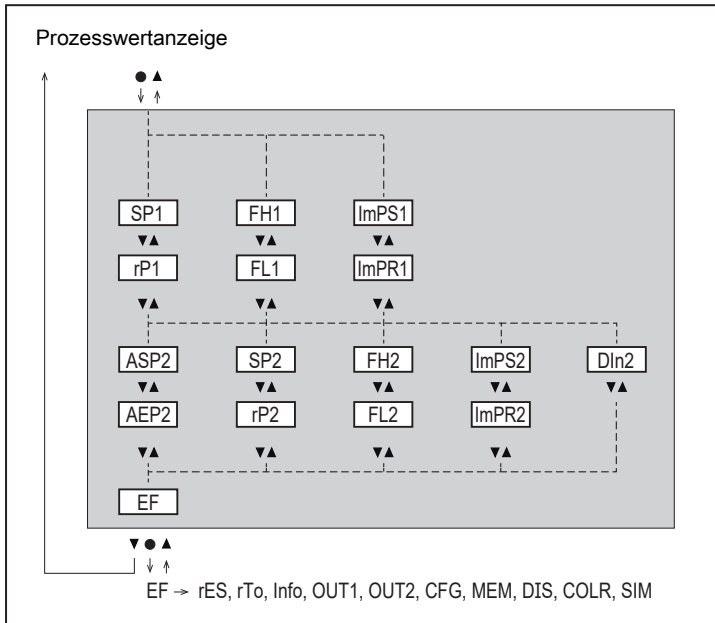 Prozesswertanzeige
SP1 FH1 ImPS1
rP1 FL1 ImPR1
ASP2 SP2 FH2 ImPS2 DIn2
AEP2 rP2 FL2 ImPR2
EF
EF → rES, rTo, Info, OUT1, OUT2, CFG, MEM, DIS, COLR, SIM